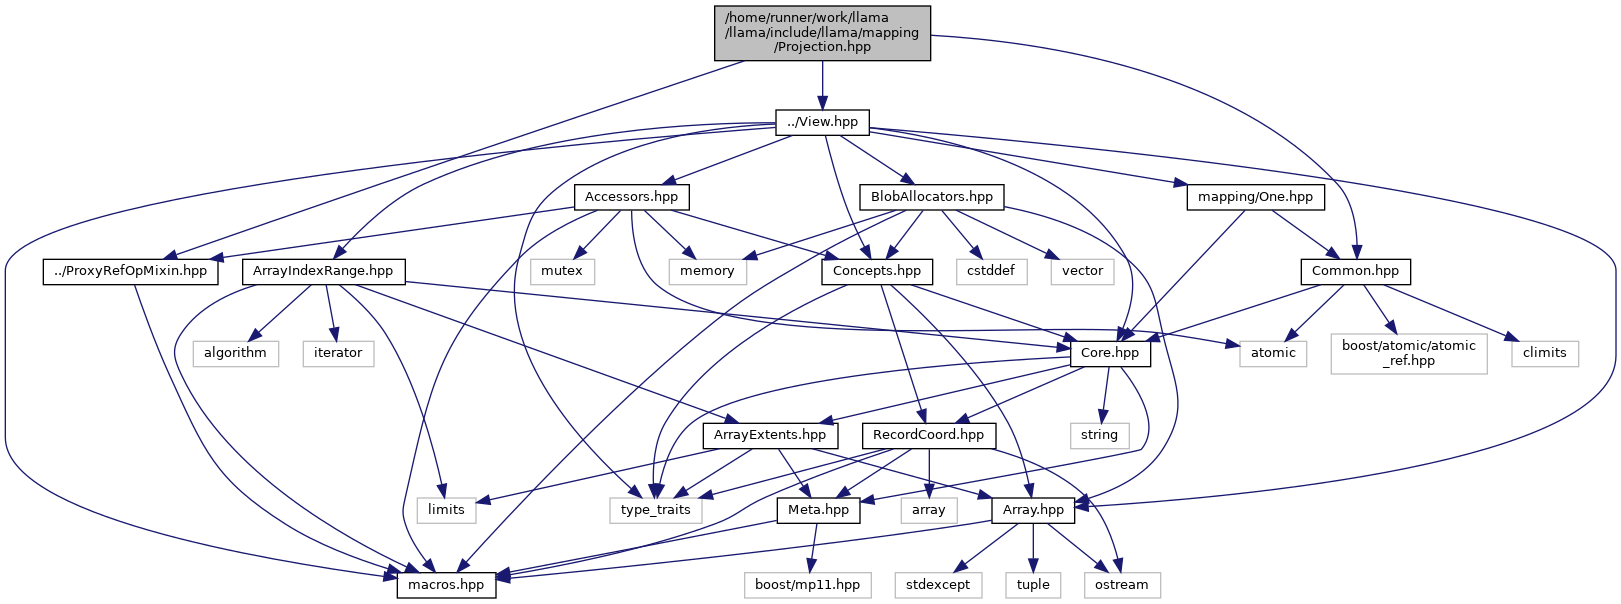 /home/runner/work/llama
/llama/include/llama/mapping
/Projection.hpp
../View.hpp
Accessors.hpp
BlobAllocators.hpp
mapping/One.hpp
../ProxyRefOpMixin.hpp
ArrayIndexRange.hpp
mutex
memory
Concepts.hpp
cstddef
vector
Common.hpp
algorithm
iterator
Core.hpp
atomic
boost/atomic/atomic
_ref.hpp
climits
ArrayExtents.hpp
RecordCoord.hpp
string
limits
type_traits
Meta.hpp
array
Array.hpp
macros.hpp
boost/mp11.hpp
stdexcept
tuple
ostream